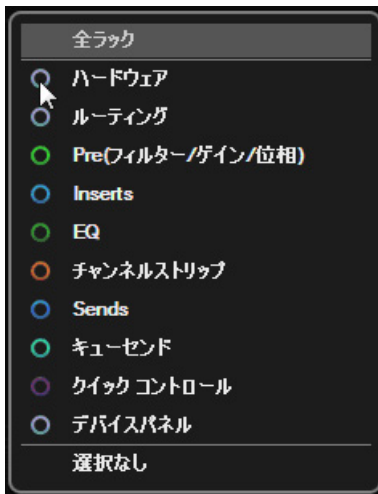 全ラック
ハードウェア
ルーティング
Pre(フィルター/ゲイン/位相)
Inserts
EQ
チャンネルストリップ
Sends
キューセンド
クイック コントロール
デバイスパネル
選択なし